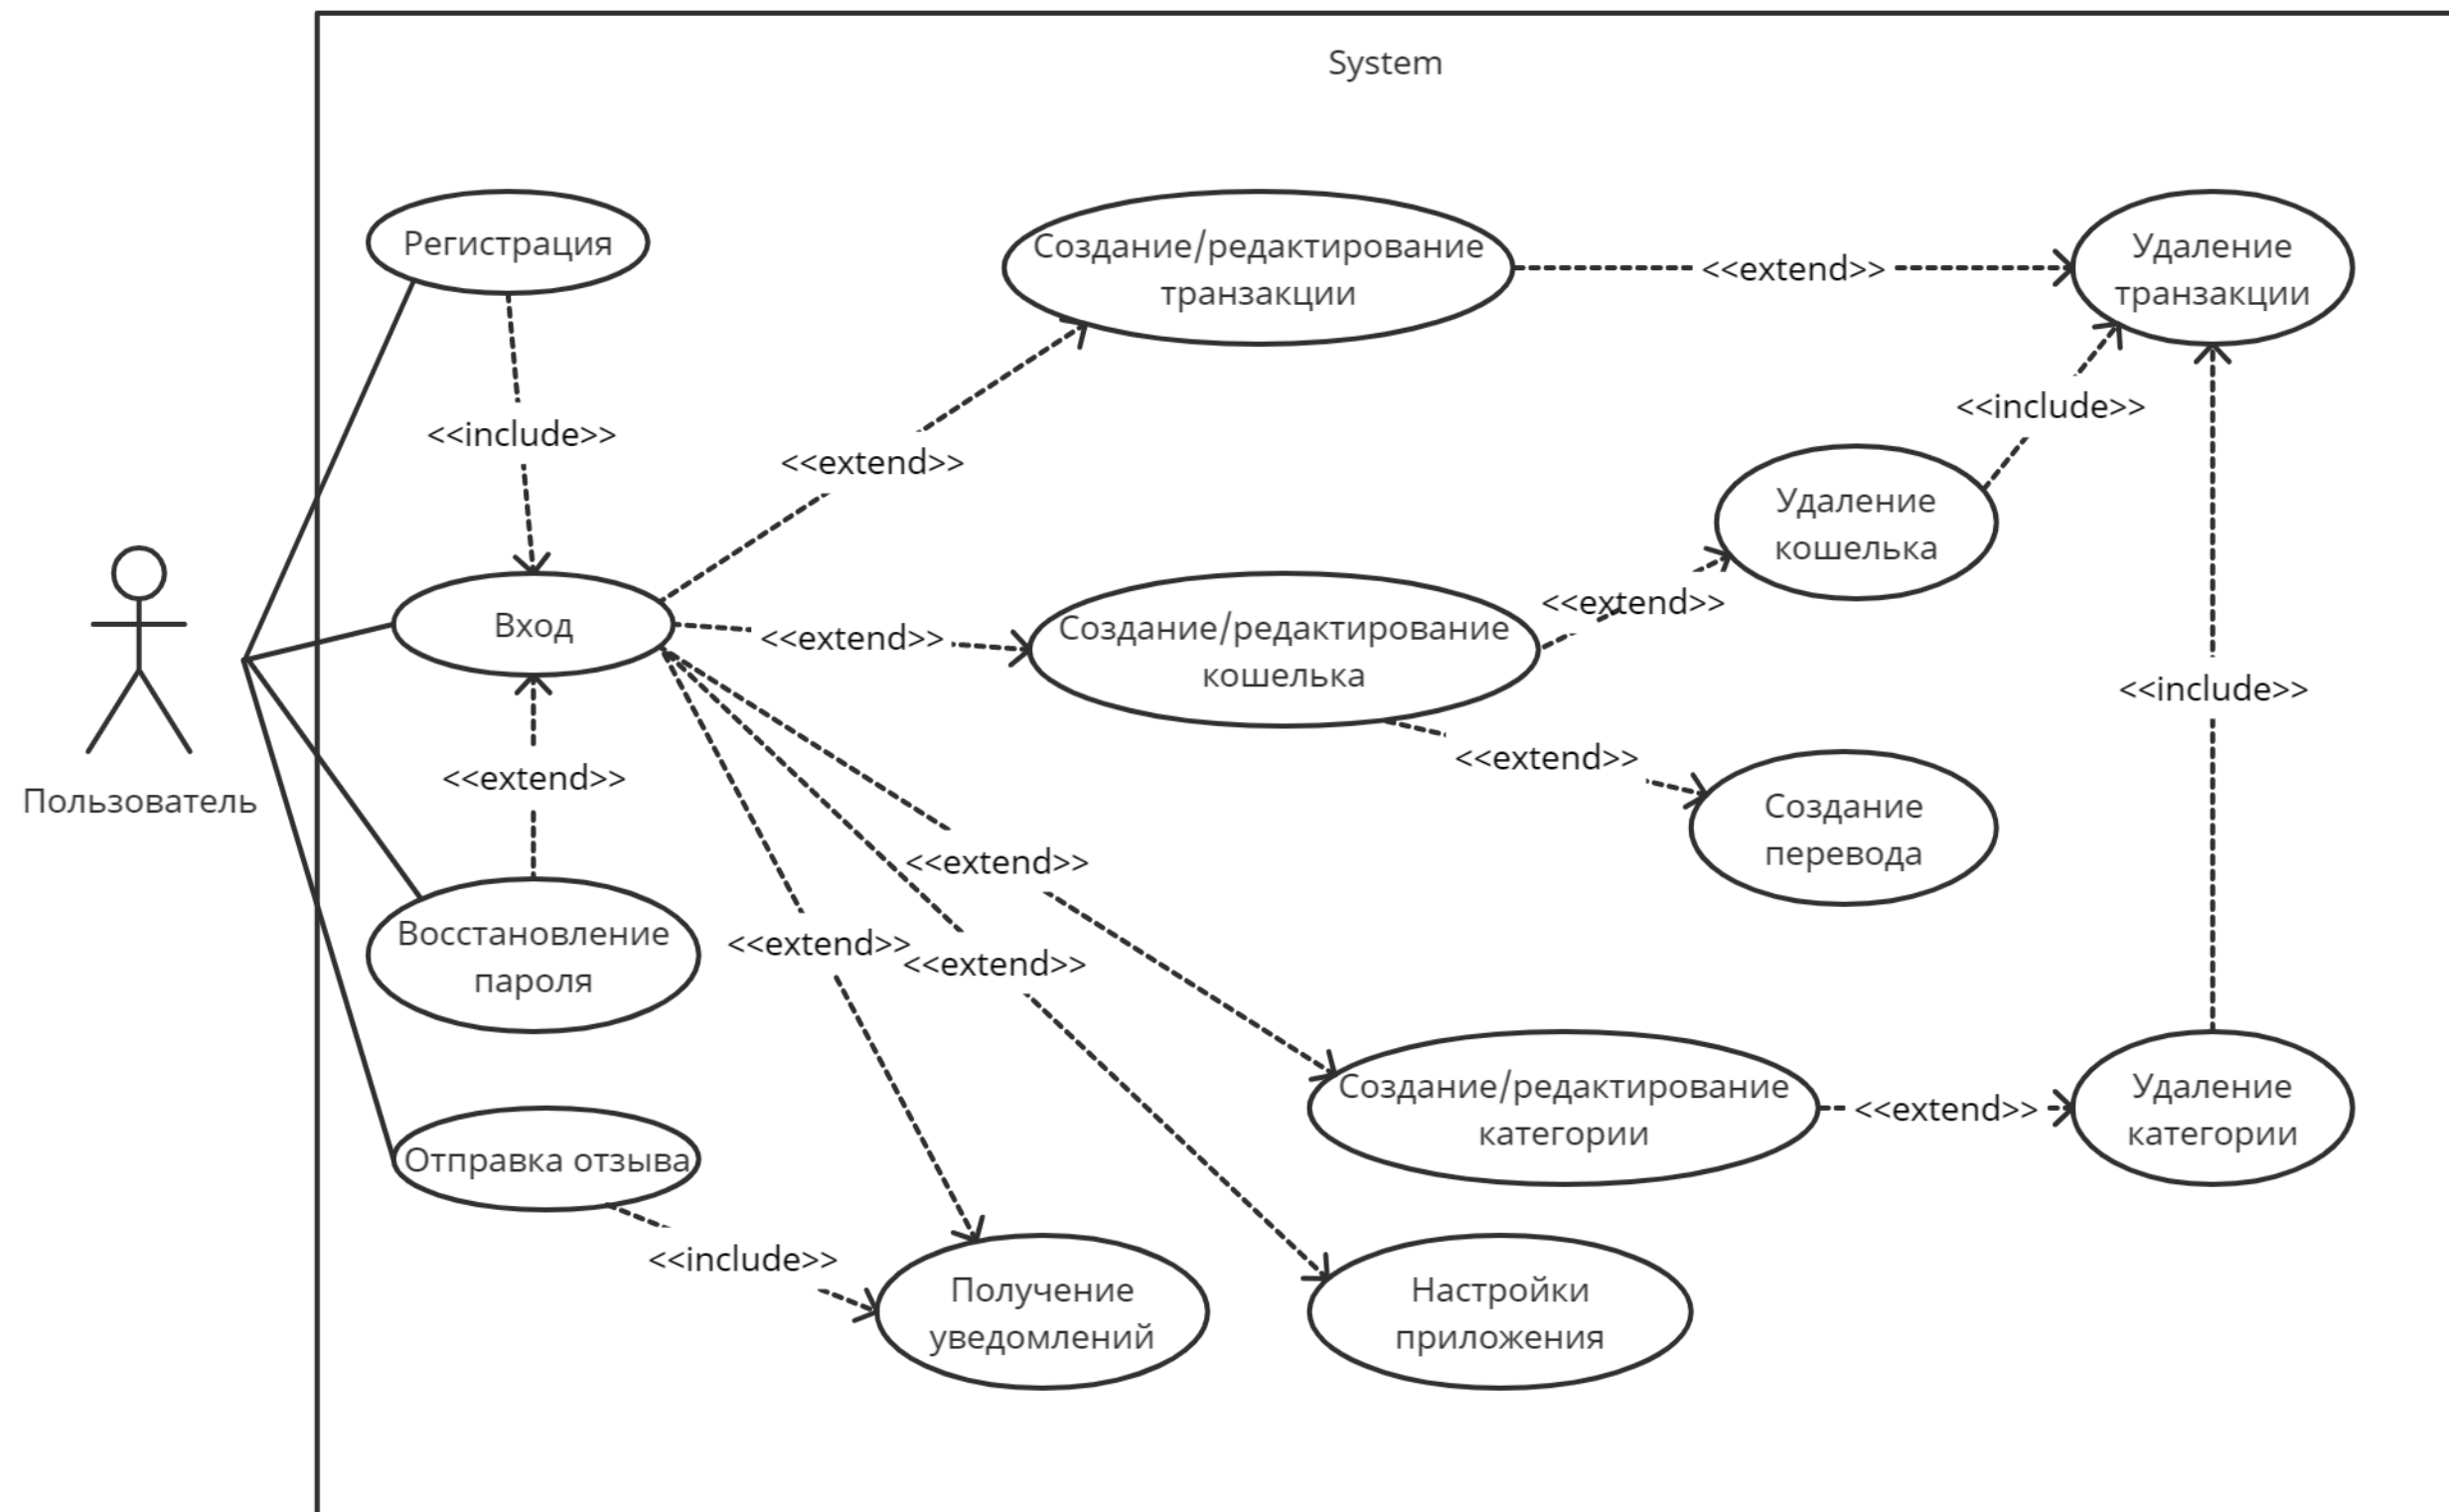 System
Регистрация
Создание/редактирование
транзакции
<<extend>>
Удаление
транзакции
<<include>>
<<extend>>
<<include>>
Удаление
кошелька
Вход
<<extend>>
Создание/редактирование
кошелька
<<extend>>
<<include>>
Пользователь
<<extend>>
<<extend>>
Создание
перевода
<<extend>>
Восстановление
пароля
<<extend>>
<<extend>>
Создание/редактирование
категории
<<extend>>
Удаление
категории
Отправка отзыва
<<include>>
Получение
уведомлений
Настройки
приложения